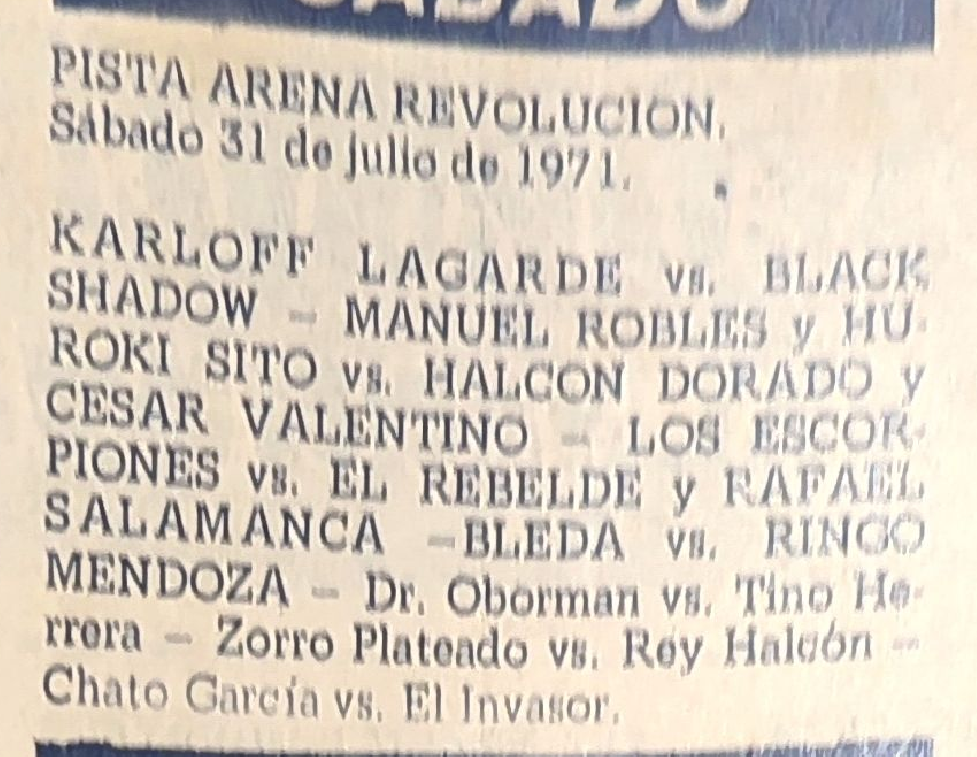 SABADO
PISTA ARENA REVOLUCION.
Sábado 31 de julio de 1971.
KARLOFF LAGARDE vs. BLACK
SHADOW – MANUEL ROBLES y HU-
ROKI SITO vs. HALCON DORADO y
CESAR VALENTINO – LOS ESCOR-
PIONES vs. EL REBELDE y RAFAEL
SALAMANCA –BLEDA vs. RINGO
MENDOZA – Dr. Oborman vs. Tino He-
rrera – Zorro Plateado vs. Rey Halcón –
Chato García vs. El Invasor.